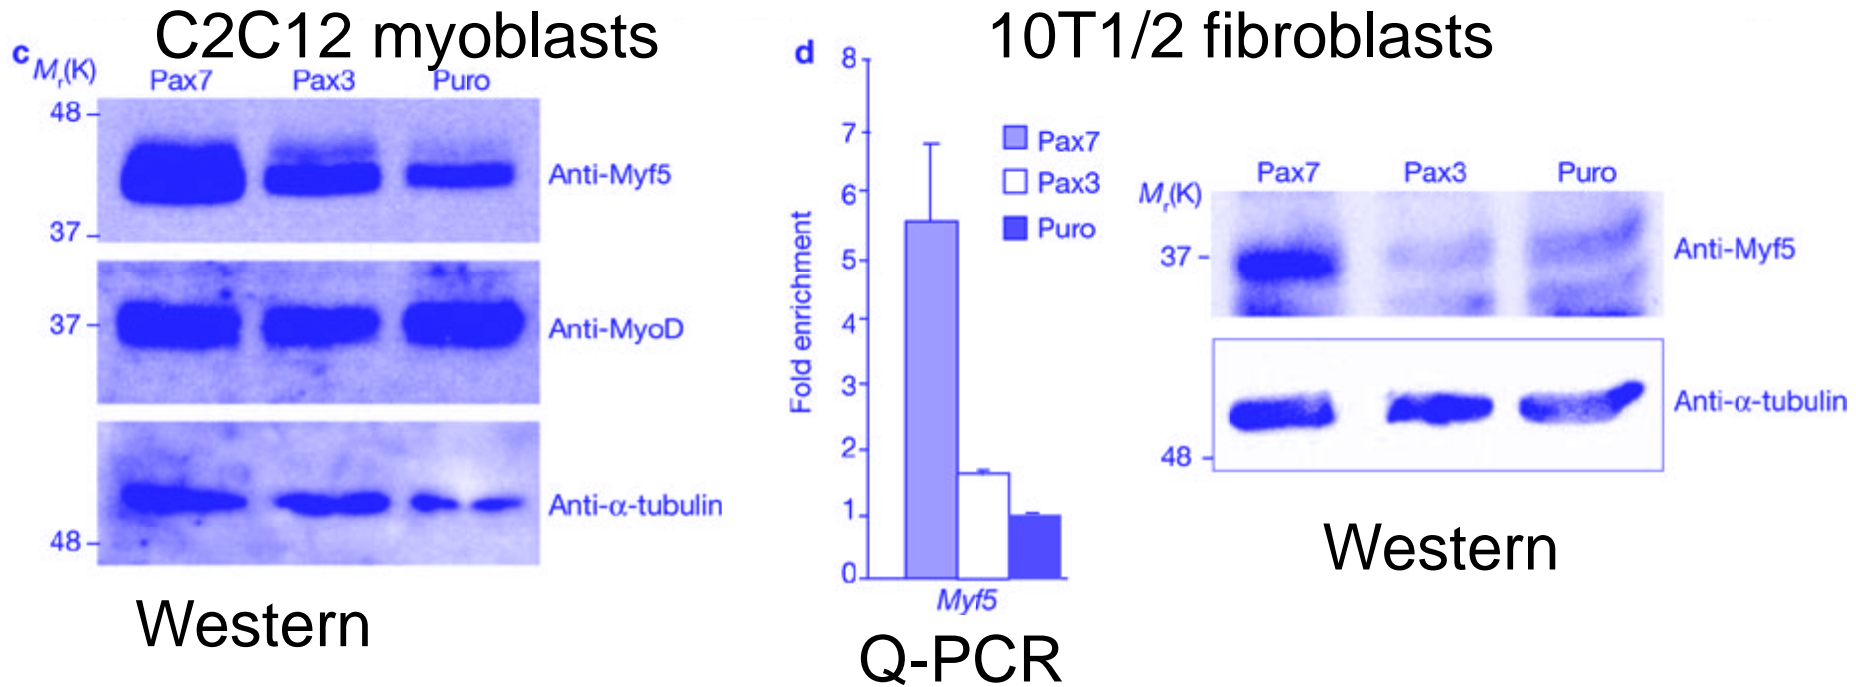 C2C12 myoblasts
c
Mr(K)
Pax7 Pax3 Puro
48
Anti-Myf5
37
37
Anti-MyoD
Anti-α-tubulin
48
Western
10T1/2 fibroblasts
d
8
7
6
5
4
3
2
1
0
Fold enrichment
Pax7
Pax3
Puro
Myf5
Q-PCR
Pax7 Pax3 Puro
Mr(K)
37
Anti-Myf5
Anti-α-tubulin
48
Western